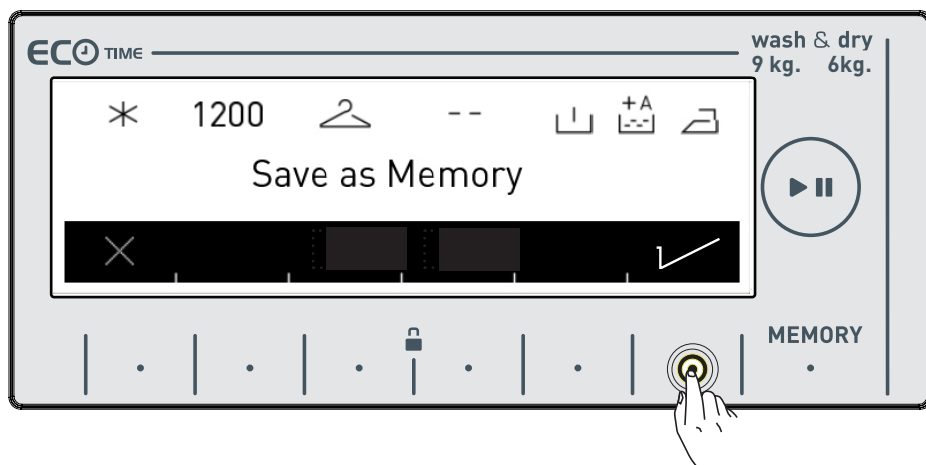 ECO TIME
wash & dry
9 kg. 6kg.
1200
- -
+A
Save as Memory
MEMORY